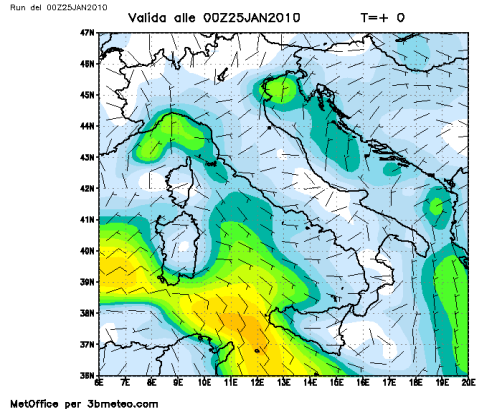 Run del 00Z25JAN2010
Valida alle 00Z25JAN2010 T=+ 0
47N
46N
45N
44N
43N
42N
41N
40N
39N
38N
37N
36N
6E 7E 8E 9E 10E 11E 12E 13E 14E 15E 16E 17E 18E 19E 20E
MetOffice per 3bmeteo.com